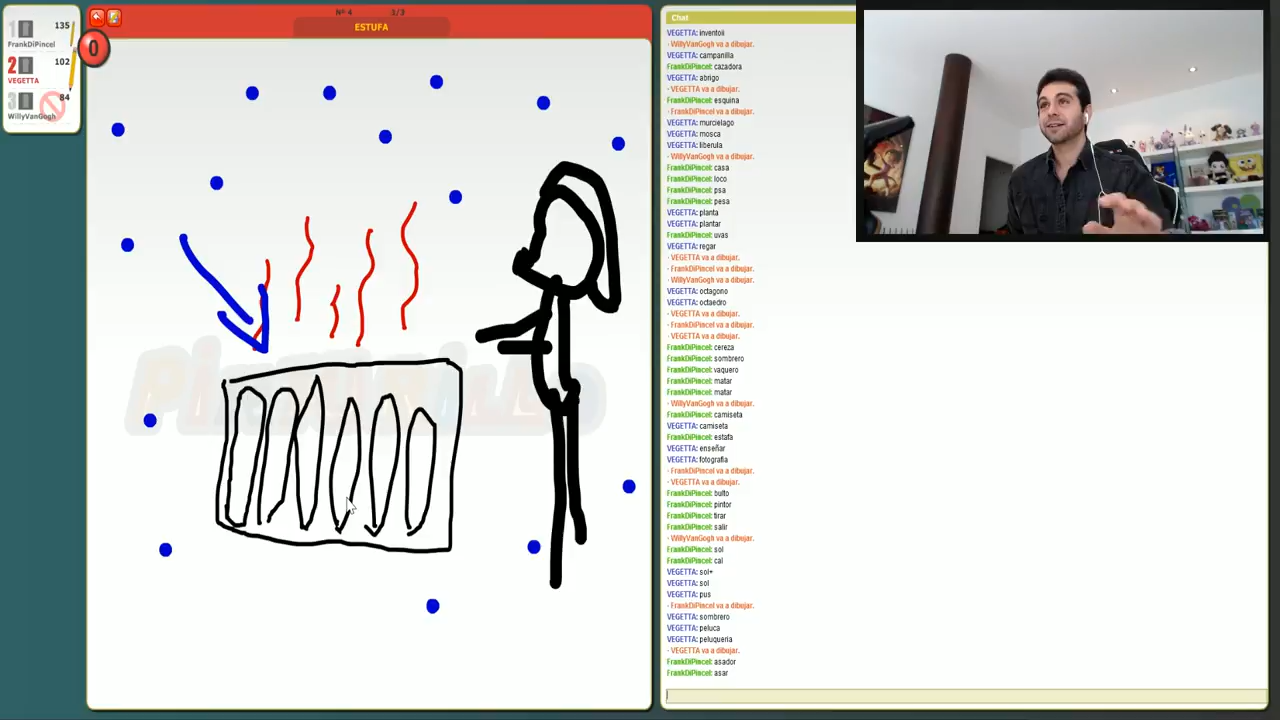 1
135
FrankDiPincel
2
102
VEGETTA
3
84
WillyVanGogh
0
Nº 4
3/3
ESTUFA
Chat
VEGETTA: inventoii
· WillyVanGogh va a dibujar.
VEGETTA: campanilla
FrankDiPincel: cazadora
VEGETTA: abrigo
· VEGETTA va a dibujar.
FrankDiPincel: esquina
· FrankDiPincel va a dibujar.
VEGETTA: murcielago
VEGETTA: mosca
VEGETTA: liberula
· WillyVanGogh va a dibujar.
FrankDiPincel: casa
FrankDiPincel: loco
FrankDiPincel: psa
FrankDiPincel: pesa
VEGETTA: planta
VEGETTA: plantar
FrankDiPincel: uvas
VEGETTA: regar
· VEGETTA va a dibujar.
· FrankDiPincel va a dibujar.
· WillyVanGogh va a dibujar.
VEGETTA: octagono
VEGETTA: octaedro
· VEGETTA va a dibujar.
· FrankDiPincel va a dibujar.
· VEGETTA va a dibujar.
FrankDiPincel: cereza
FrankDiPincel: sombrero
FrankDiPincel: vaquero
FrankDiPincel: matar
FrankDiPincel: matar
· WillyVanGogh va a dibujar.
FrankDiPincel: camiseta
VEGETTA: camiseta
FrankDiPincel: estafa
VEGETTA: enseñar
VEGETTA: fotografia
· FrankDiPincel va a dibujar.
· VEGETTA va a dibujar.
FrankDiPincel: bulto
FrankDiPincel: pintor
FrankDiPincel: tirar
FrankDiPincel: salir
· WillyVanGogh va a dibujar.
FrankDiPincel: sol
FrankDiPincel: cal
VEGETTA: sol+
VEGETTA: sol
VEGETTA: pus
· FrankDiPincel va a dibujar.
VEGETTA: sombrero
VEGETTA: peluca
VEGETTA: peluqueria
· VEGETTA va a dibujar.
FrankDiPincel: asador
FrankDiPincel: asar